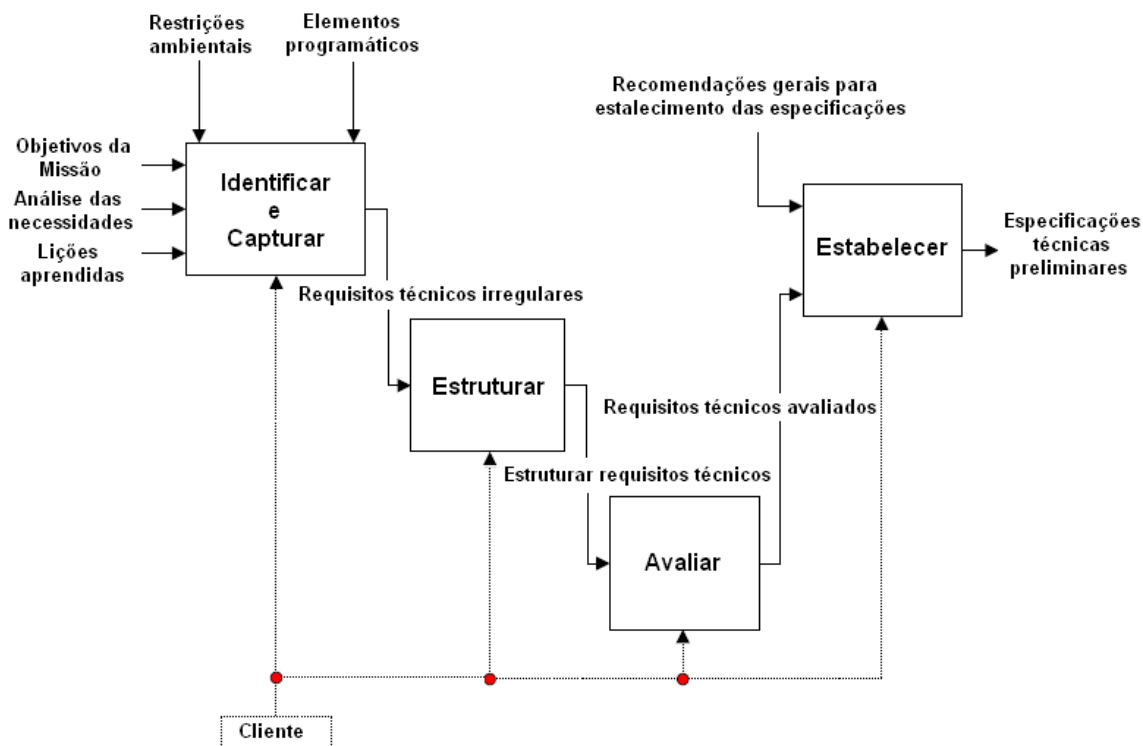 Restrições
ambientais
Elementos
programáticos
Recomendações gerais para
estalecimento das especificações
Objetivos da
Missão
Análise das
necessidades
Lições
aprendidas
Identificar
e
Capturar
Estabelecer
Especificações
técnicas
preliminares
Requisitos técnicos irregulares
Estruturar
Requisitos técnicos avaliados
Estruturar requisitos técnicos
Avaliar
Cliente